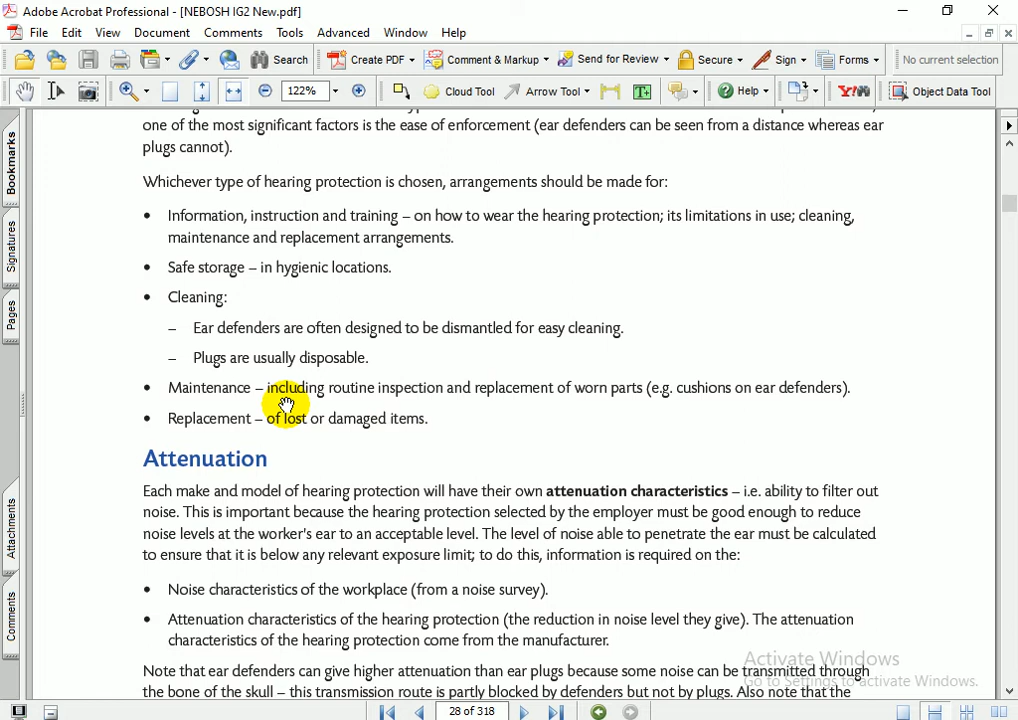 Adobe Acrobat Professional - [NEBOSH IG2 New.pdf]
File Edit View Document Comments Tools Advanced Window Help
Search Create PDF Comment & Markup Send for Review Secure Sign Forms No current selection
122% Cloud Tool Arrow Tool Help Y! Object Data Tool
Bookmarks
Signatures
Pages
Attachments
Comments
one of the most significant factors is the ease of enforcement (ear defenders can be seen from a distance whereas ear
plugs cannot).
Whichever type of hearing protection is chosen, arrangements should be made for:
• Information, instruction and training – on how to wear the hearing protection; its limitations in use; cleaning,
maintenance and replacement arrangements.
• Safe storage – in hygienic locations.
• Cleaning:
– Ear defenders are often designed to be dismantled for easy cleaning.
– Plugs are usually disposable.
• Maintenance – including routine inspection and replacement of worn parts (e.g. cushions on ear defenders).
• Replacement – of lost or damaged items.
Attenuation
Each make and model of hearing protection will have their own attenuation characteristics – i.e. ability to filter out
noise. This is important because the hearing protection selected by the employer must be good enough to reduce
noise levels at the worker's ear to an acceptable level. The level of noise able to penetrate the ear must be calculated
to ensure that it is below any relevant exposure limit; to do this, information is required on the:
• Noise characteristics of the workplace (from a noise survey).
• Attenuation characteristics of the hearing protection (the reduction in noise level they give). The attenuation
characteristics of the hearing protection come from the manufacturer.
Note that ear defenders can give higher attenuation than ear plugs because some noise can be transmitted through
the bone of the skull – this transmission route is partly blocked by defenders but not by plugs. Also note that the
Activate Windows
Go to Settings to activate Windows.
28 of 318